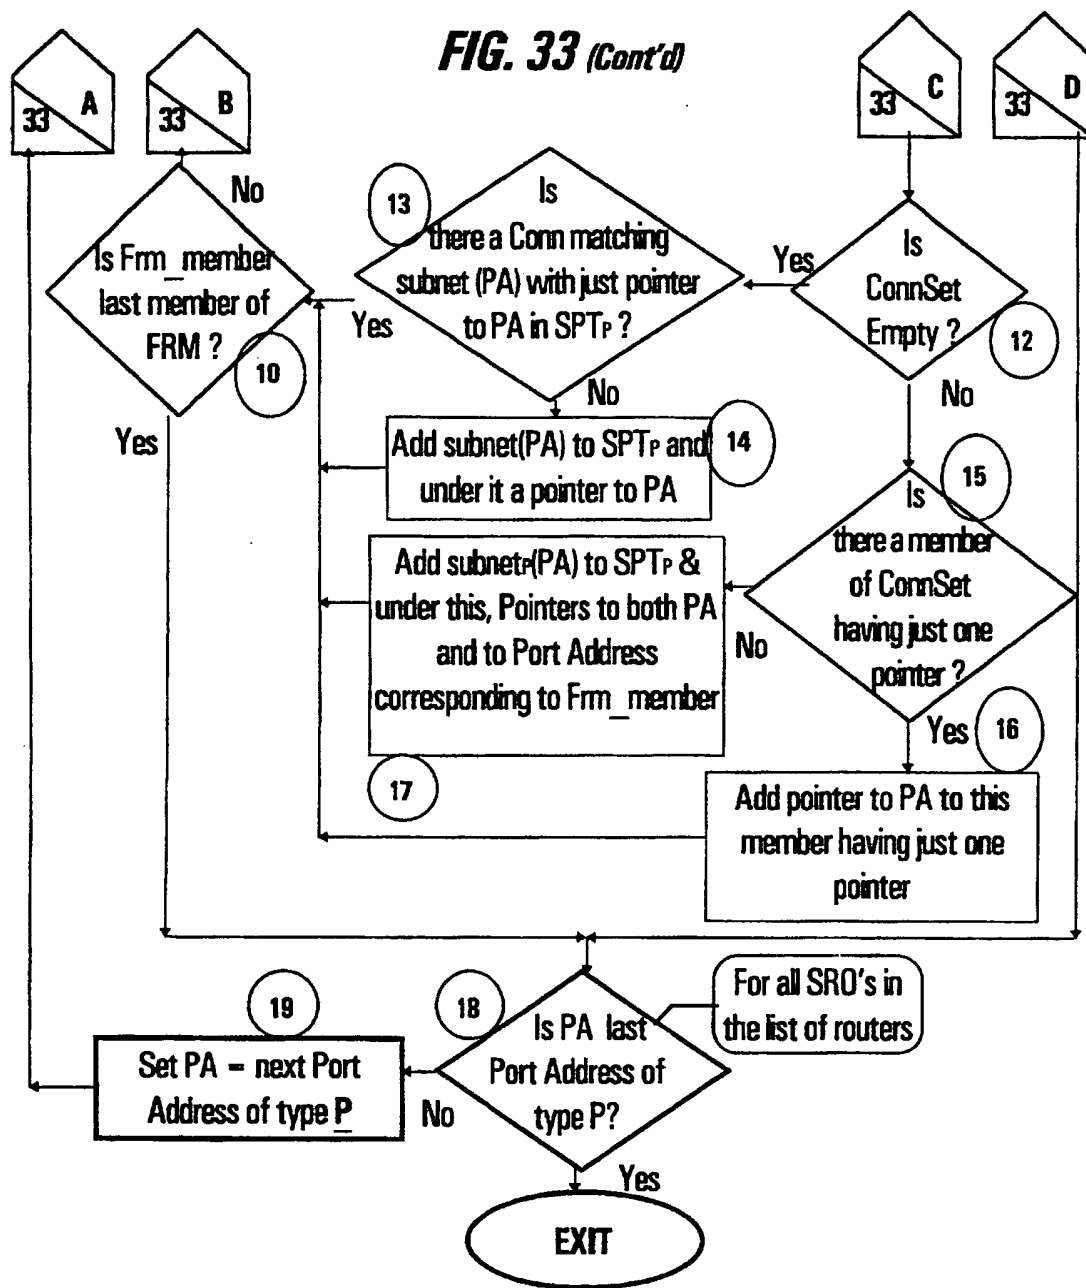 FIG. 33 (Cont'd)
33 A
33 B
33 C
33 D
No
Is Frm_member
last member of
FRM ?
10
Yes
13
Is
there a Conn matching
subnet (PA) with just pointer
to PA in SPTP ?
Yes
No
Yes
Is
ConnSet
Empty ?
12
No
Add subnet(PA) to SPTP and
under it a pointer to PA
14
15
Is
there a member
of ConnSet
having just one
pointer ?
No
Yes
Add subnetP(PA) to SPTP &
under this, Pointers to both PA
and to Port Address
corresponding to Frm_member
17
16
Add pointer to PA to this
member having just one
pointer
For all SRO's in
the list of routers
18
Is PA last
Port Address of
type P?
No
Yes
19
Set PA = next Port
Address of type P
EXIT